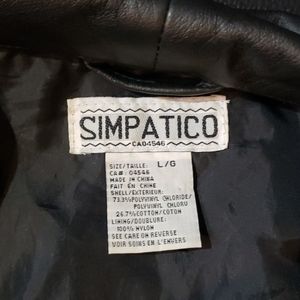 SIMPATICO
CA04546
SIZE/TAILLE: L/G
CA#: 04546
MADE IN CHINA
FAIT EN CHINE
SHELL/EXTERIEUR:
73.3%POLYVINYL CHLORIDE/
POLYVINYL CHLORU
26.7%COTTON/COTON
LINING/DOUBLURE:
100% NYLON
SEE CARE ON REVERSE
VOIR SOINS EN L'ENVERS